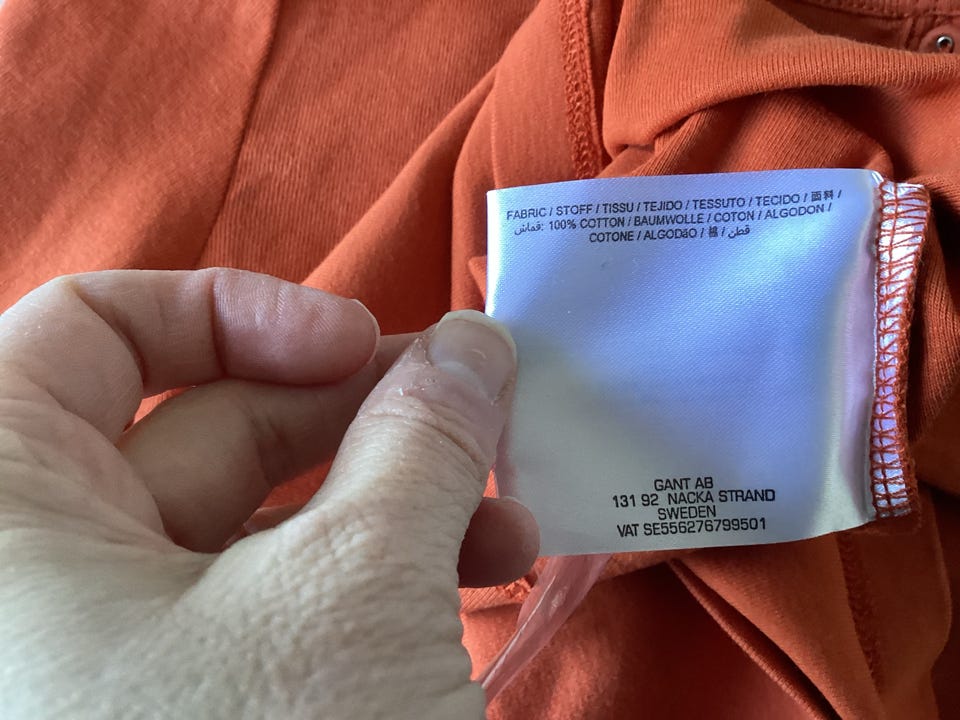 FABRIC / STOFF / TISSU / TEJIDO / TESSUTO / TECIDO / 面料 /
قماش: 100% COTTON / BAUMWOLLE / COTON / ALGODON /
COTONE / ALGODãO / 棉 / قطن
GANT AB
131 92 NACKA STRAND
SWEDEN
VAT SE556276799501